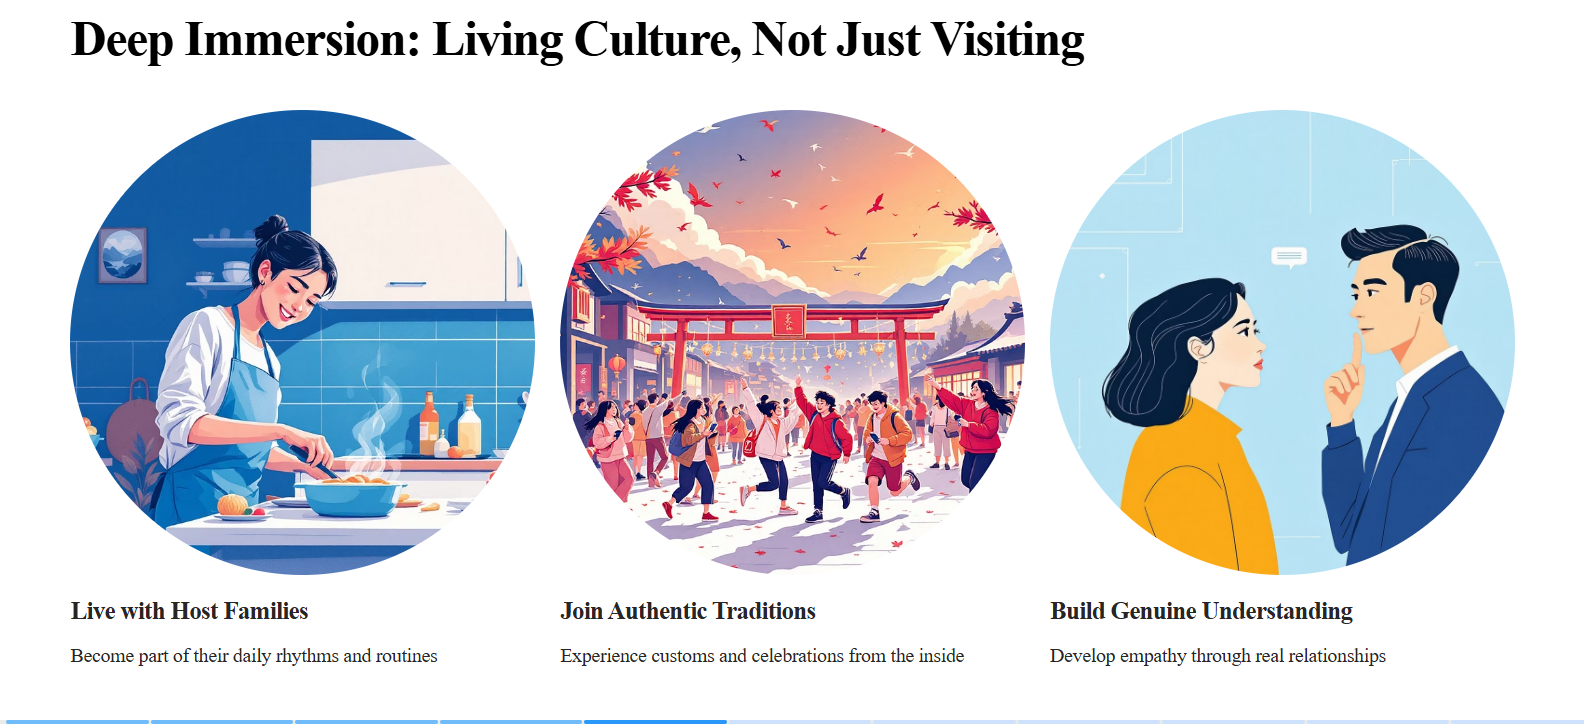 Deep Immersion: Living Culture, Not Just Visiting
Live with Host Families
Become part of their daily rhythms and routines
Join Authentic Traditions
Experience customs and celebrations from the inside
Build Genuine Understanding
Develop empathy through real relationships